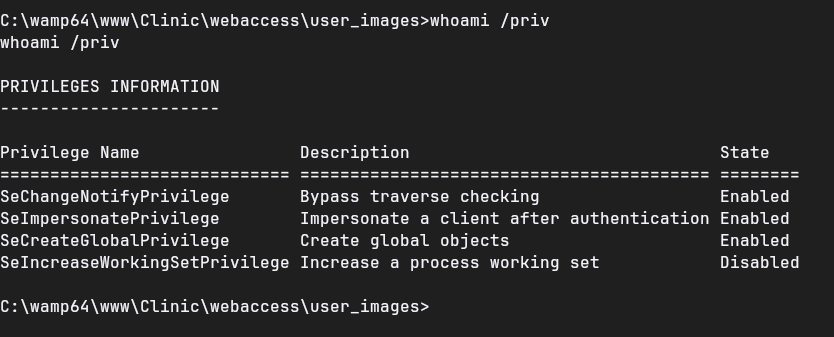 C:\wamp64\www\Clinic\webaccess\user_images>whoami /priv
whoami /priv
PRIVILEGES INFORMATION
----------------------
Privilege Name                Description                               State
============================= ========================================= ========
SeChangeNotifyPrivilege       Bypass traverse checking                  Enabled
SeImpersonatePrivilege        Impersonate a client after authentication Enabled
SeCreateGlobalPrivilege       Create global objects                     Enabled
SeIncreaseWorkingSetPrivilege Increase a process working set            Disabled
C:\wamp64\www\Clinic\webaccess\user_images>